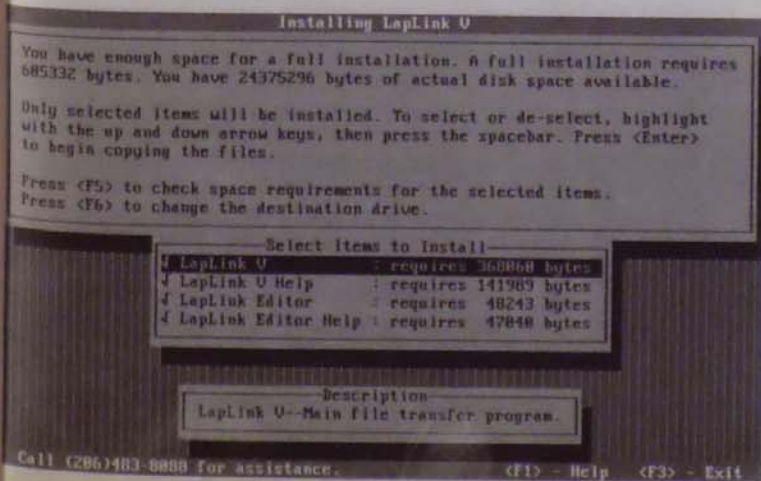 Installing LapLink V
You have enough space for a full installation. A full installation requires
605332 bytes. You have 24375296 bytes of actual disk space available.
Only selected items will be installed. To select or de-select, highlight
with the up and down arrow keys, then press the spacebar. Press <Enter>
to begin copying the files.
Press <F5> to check space requirements for the selected items.
Press <F6> to change the destination drive.
Select Items to Install
√ LapLink V : requires 368060 bytes
√ LapLink V Help : requires 141989 bytes
√ LapLink Editor : requires 48243 bytes
√ LapLink Editor Help : requires 47040 bytes
Description
LapLink V--Main file transfer program.
Call (206)483-8088 for assistance. <F1> - Help <F3> - Exit